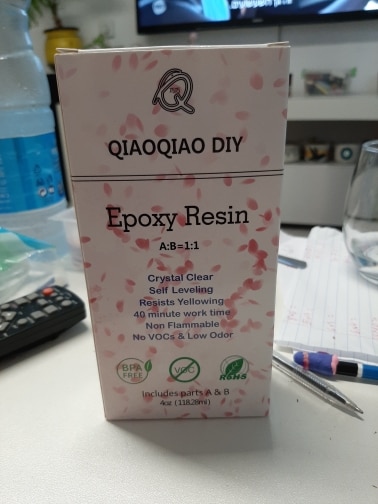 QIAOQIAO DIY
Epoxy Resin
A:B=1:1
Crystal Clear
Self Leveling
Resists Yellowing
40 minute work time
Non Flammable
No VOCs & Low Odor
BPA
FREE
VOC
RoHS
Includes parts A & B
4oz (118.28ml)